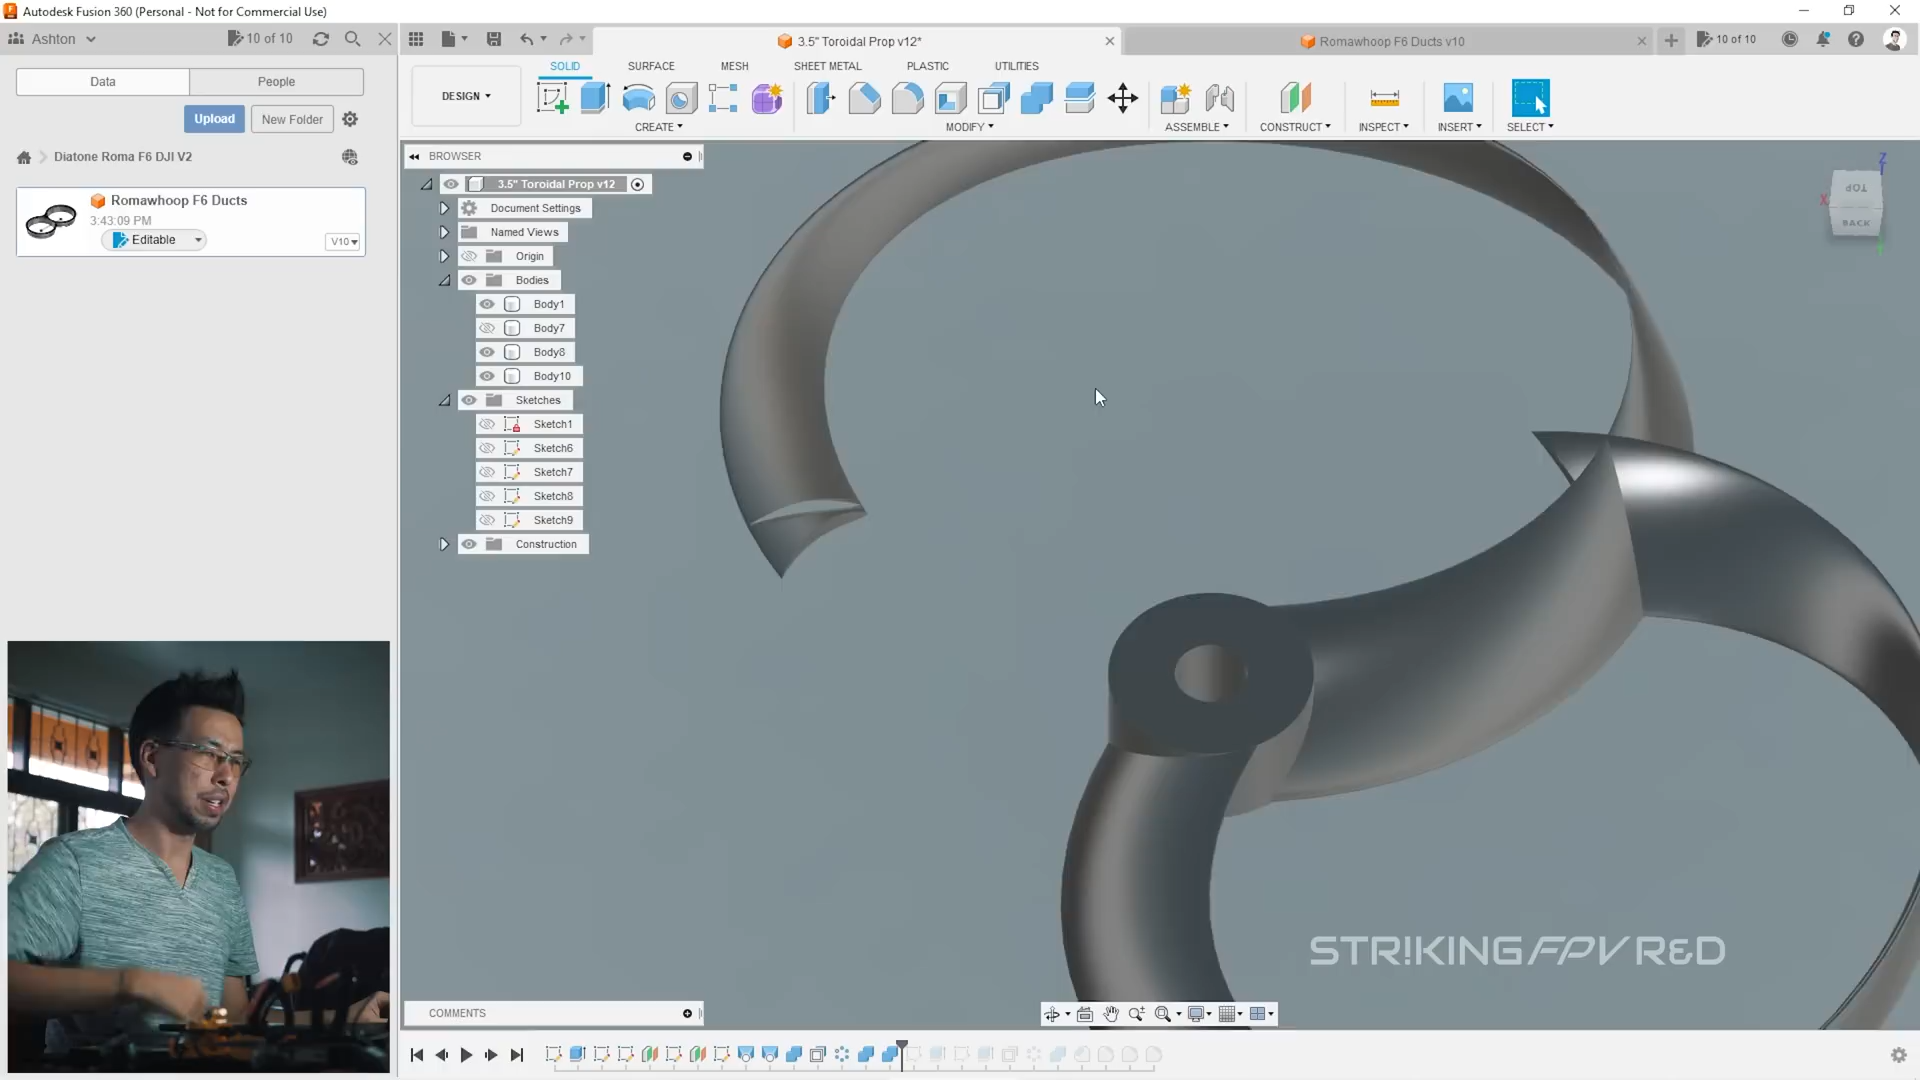 Autodesk Fusion 360 (Personal - Not for Commercial Use)
Ashton
10 of 10
3.5" Toroidal Prop v12*
Romawhoop F6 Ducts v10
10 of 10
Data
People
Upload
New Folder
Diatone Roma F6 DJI V2
Romawhoop F6 Ducts
3:43:09 PM
Editable
V10
DESIGN
SOLID
SURFACE
MESH
SHEET METAL
PLASTIC
UTILITIES
CREATE
MODIFY
ASSEMBLE
CONSTRUCT
INSPECT
INSERT
SELECT
BROWSER
3.5" Toroidal Prop v12
Document Settings
Named Views
Origin
Bodies
Body1
Body7
Body8
Body10
Sketches
Sketch1
Sketch6
Sketch7
Sketch8
Sketch9
Construction
Z
TOP
X
BACK
STR!KINGFPVR&D
COMMENTS